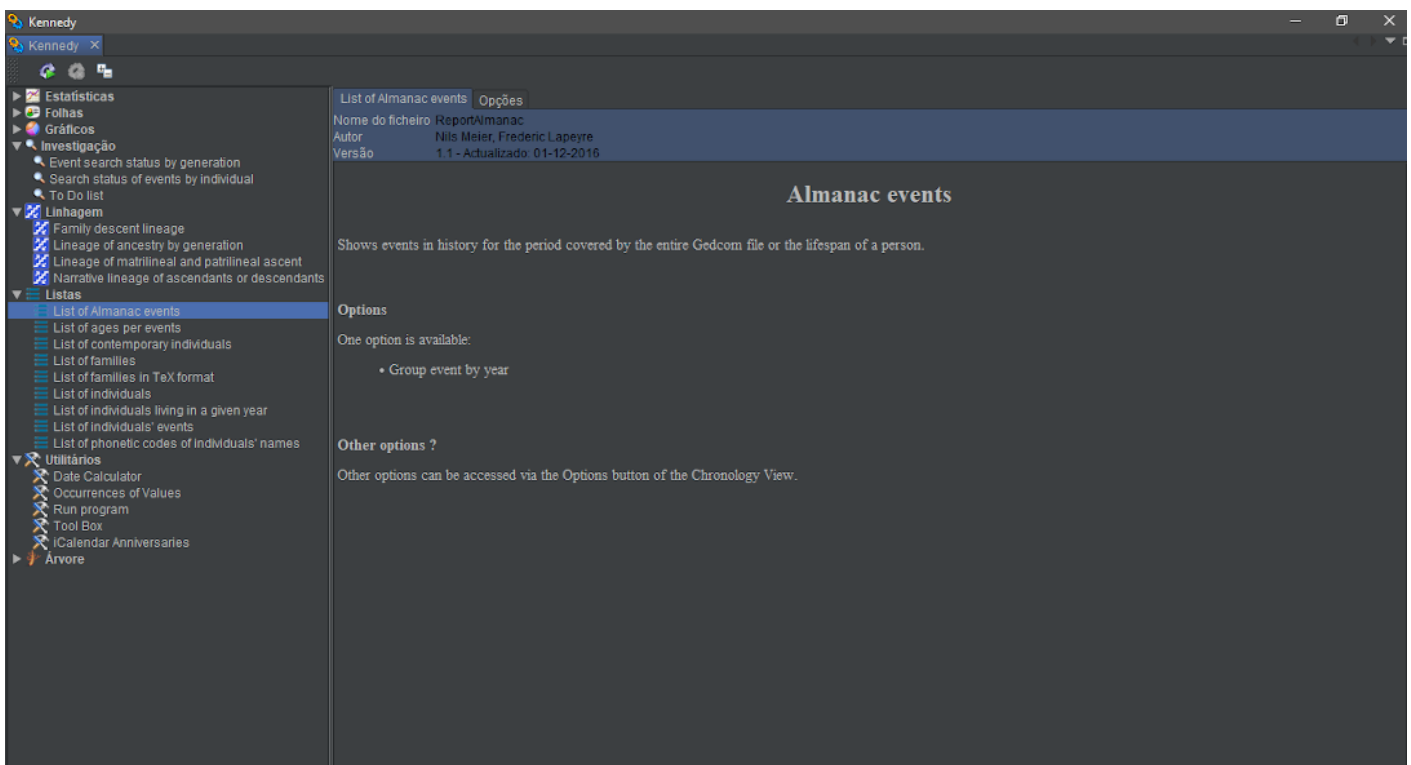 Kennedy
Kennedy
Estatísticas
Folhas
Gráficos
Investigação
Event search status by generation
Search status of events by individual
To Do list
Linhagem
Family descent lineage
Lineage of ancestry by generation
Lineage of matrilineal and patrilineal ascent
Narrative lineage of ascendants or descendants
Listas
List of Almanac events
List of ages per events
List of contemporary individuals
List of families
List of families in TeX format
List of individuals
List of individuals living in a given year
List of individuals' events
List of phonetic codes of individuals' names
Utilitários
Date Calculator
Occurrences of Values
Run program
Tool Box
iCalendar Anniversaries
Árvore
List of Almanac events Opções
Nome do ficheiro ReportAlmanac
Autor Nils Meier, Frederic Lapeyre
Versão 1.1 - Actualizado: 01-12-2016
Almanac events
Shows events in history for the period covered by the entire Gedcom file or the lifespan of a person.
Options
One option is available:
• Group event by year
Other options ?
Other options can be accessed via the Options button of the Chronology View.